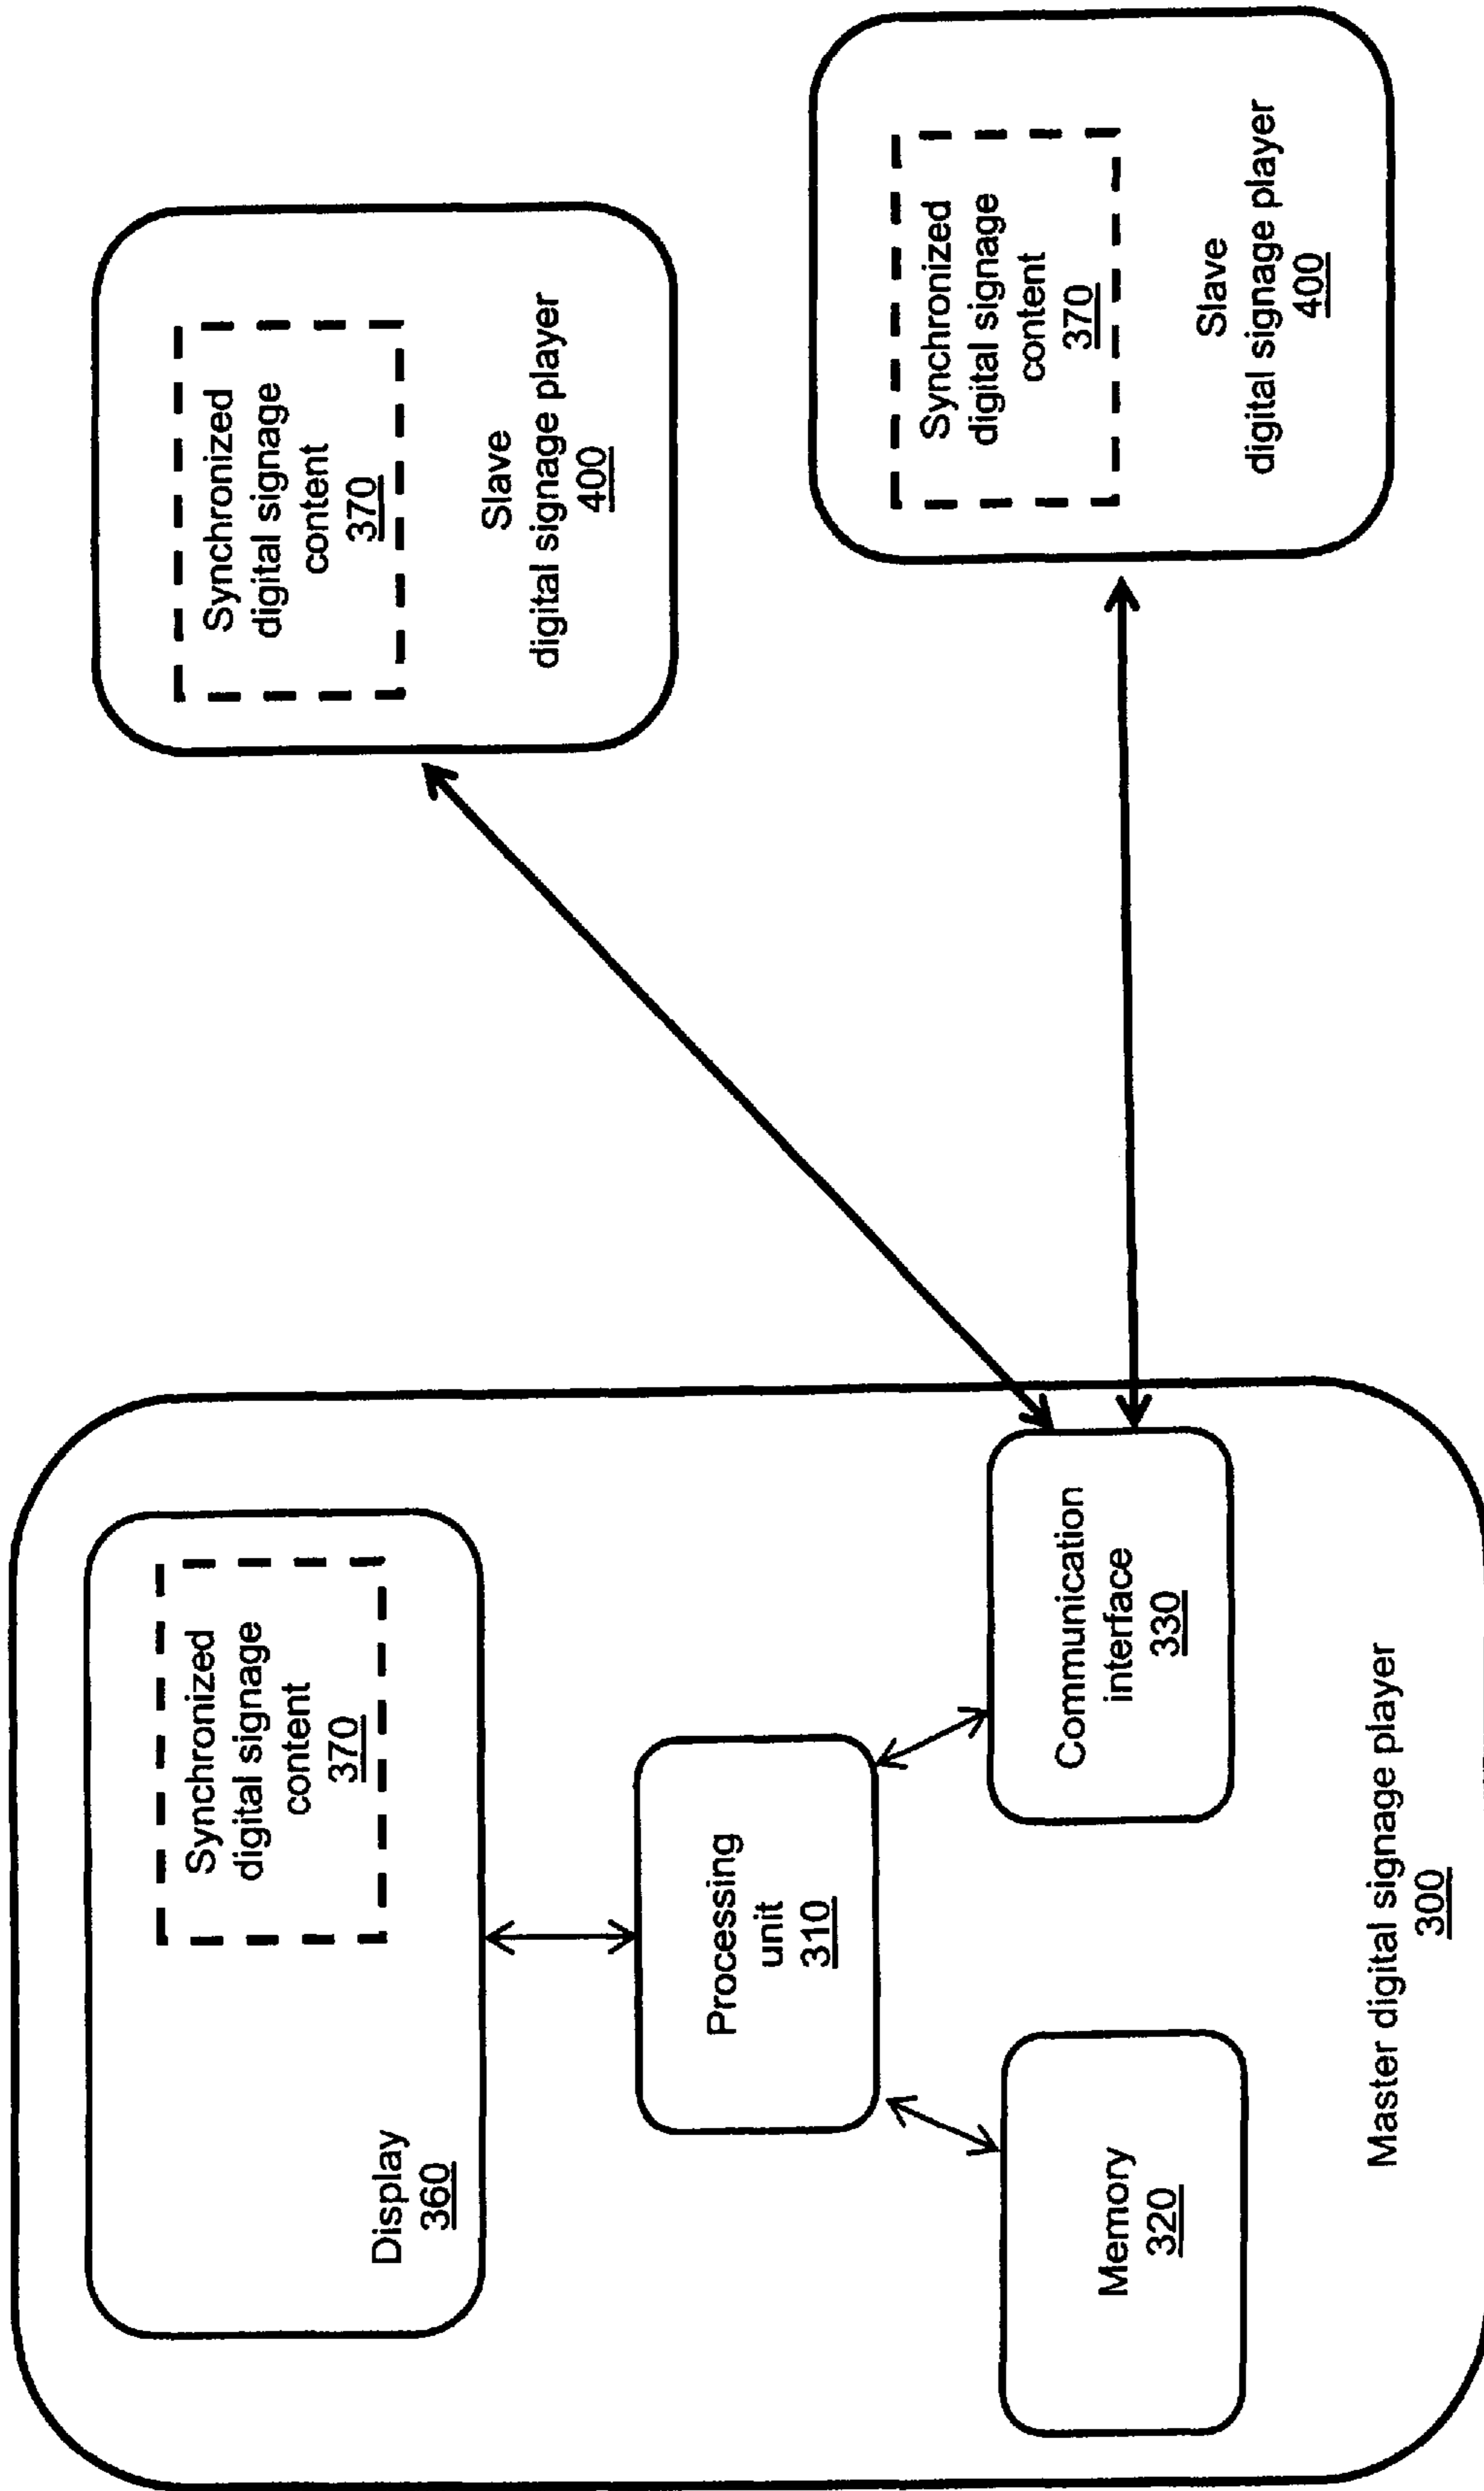 Synchronized
digital signage
content
370
Display
360
Processing
unit
310
Memory
320
Communication
interface
330
Master digital signage player
300
Synchronized
digital signage
content
370
Slave
digital signage player
400
Synchronized
digital signage
content
370
Slave
digital signage player
400